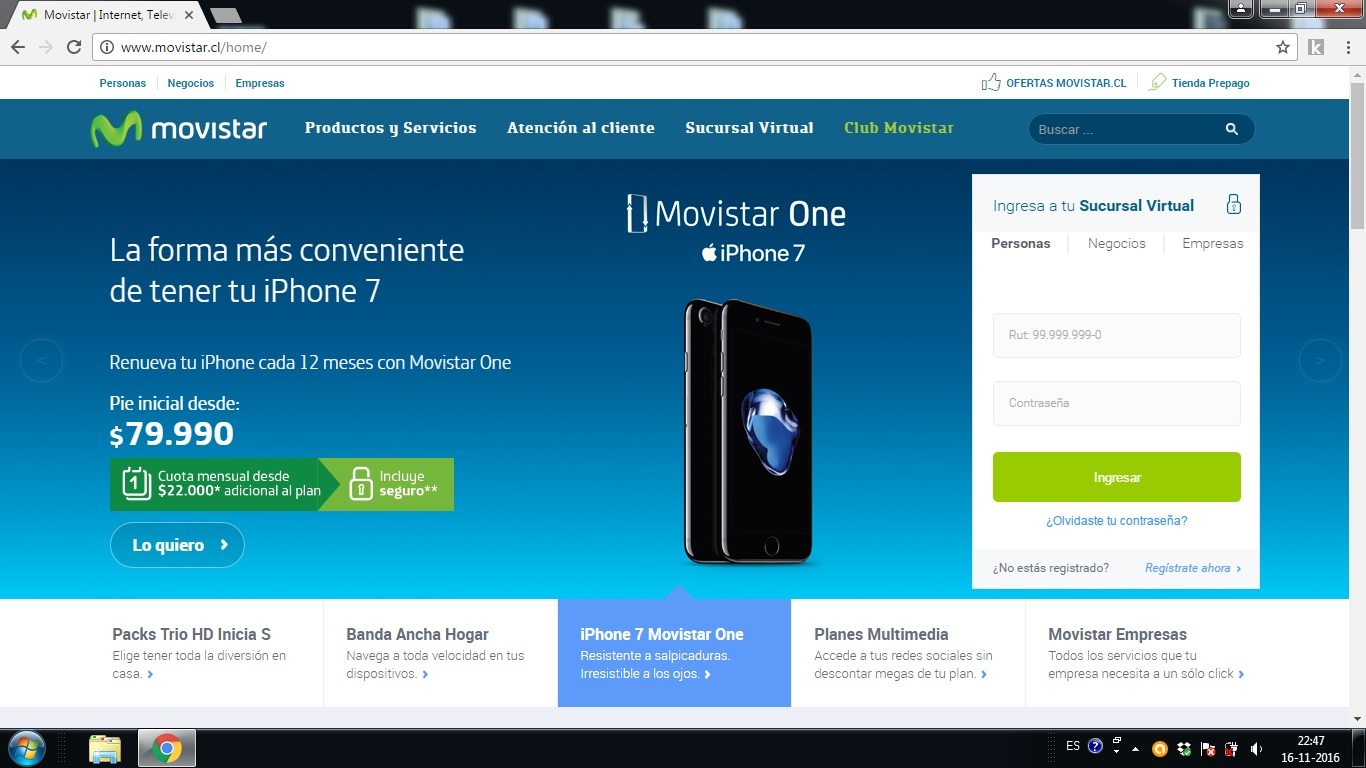 Movistar | Internet, Telev
www.movistar.cl/home/
Personas
Negocios
Empresas
OFERTAS MOVISTAR.CL
Tienda Prepago
movistar
Productos y Servicios
Atención al cliente
Sucursal Virtual
Club Movistar
Buscar ...
La forma más conveniente
de tener tu iPhone 7
Renueva tu iPhone cada 12 meses con Movistar One
Pie inicial desde:
$79.990
1
Cuota mensual desde
$22.000* adicional al plan
Incluye
seguro**
Lo quiero >
Movistar One
iPhone 7
Ingresa a tu Sucursal Virtual
Personas
Negocios
Empresas
Rut: 99.999.999-0
Contraseña
Ingresar
¿Olvidaste tu contraseña?
¿No estás registrado?
Regístrate ahora >
<
>
Packs Trio HD Inicia S
Elige tener toda la diversión en
casa. >
Banda Ancha Hogar
Navega a toda velocidad en tus
dispositivos. >
iPhone 7 Movistar One
Resistente a salpicaduras.
Irresistible a los ojos. >
Planes Multimedia
Accede a tus redes sociales sin
descontar megas de tu plan. >
Movistar Empresas
Todos los servicios que tu
empresa necesita a un sólo click >
ES
?
22:47
16-11-2016